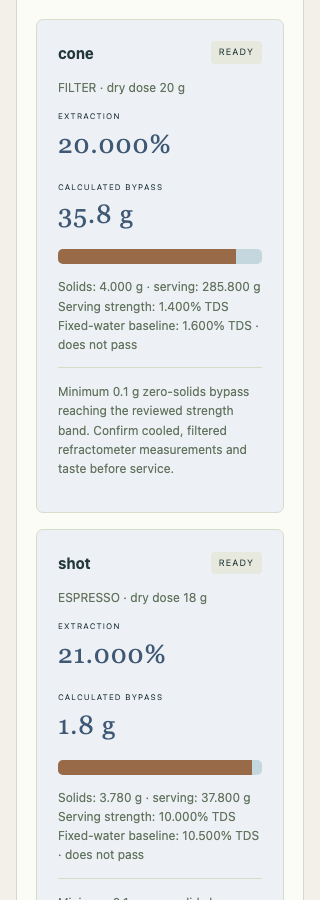 cone
READY
FILTER · dry dose 20 g
EXTRACTION
20.000%
CALCULATED BYPASS
35.8 g
Solids: 4.000 g · serving: 285.800 g
Serving strength: 1.400% TDS
Fixed-water baseline: 1.600% TDS ·
does not pass
Minimum 0.1 g zero-solids bypass
reaching the reviewed strength
band. Confirm cooled, filtered
refractometer measurements and
taste before service.
shot
READY
ESPRESSO · dry dose 18 g
EXTRACTION
21.000%
CALCULATED BYPASS
1.8 g
Solids: 3.780 g · serving: 37.800 g
Serving strength: 10.000% TDS
Fixed-water baseline: 10.500% TDS
· does not pass